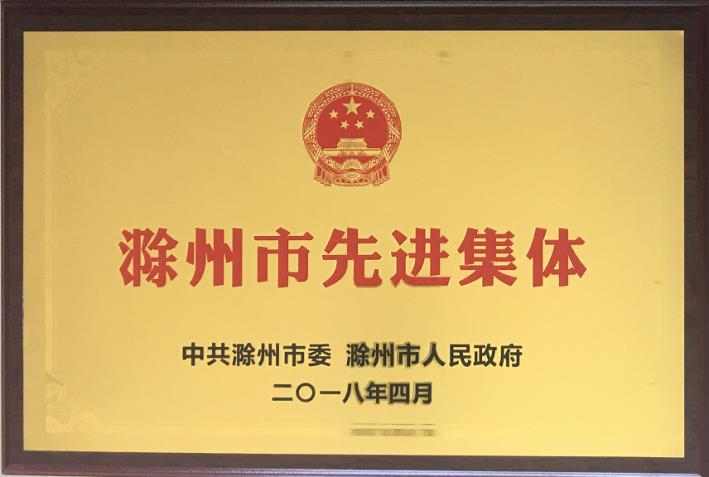 滁州市先进集体
中共滁州市委 滁州市人民政府
二〇一八年四月